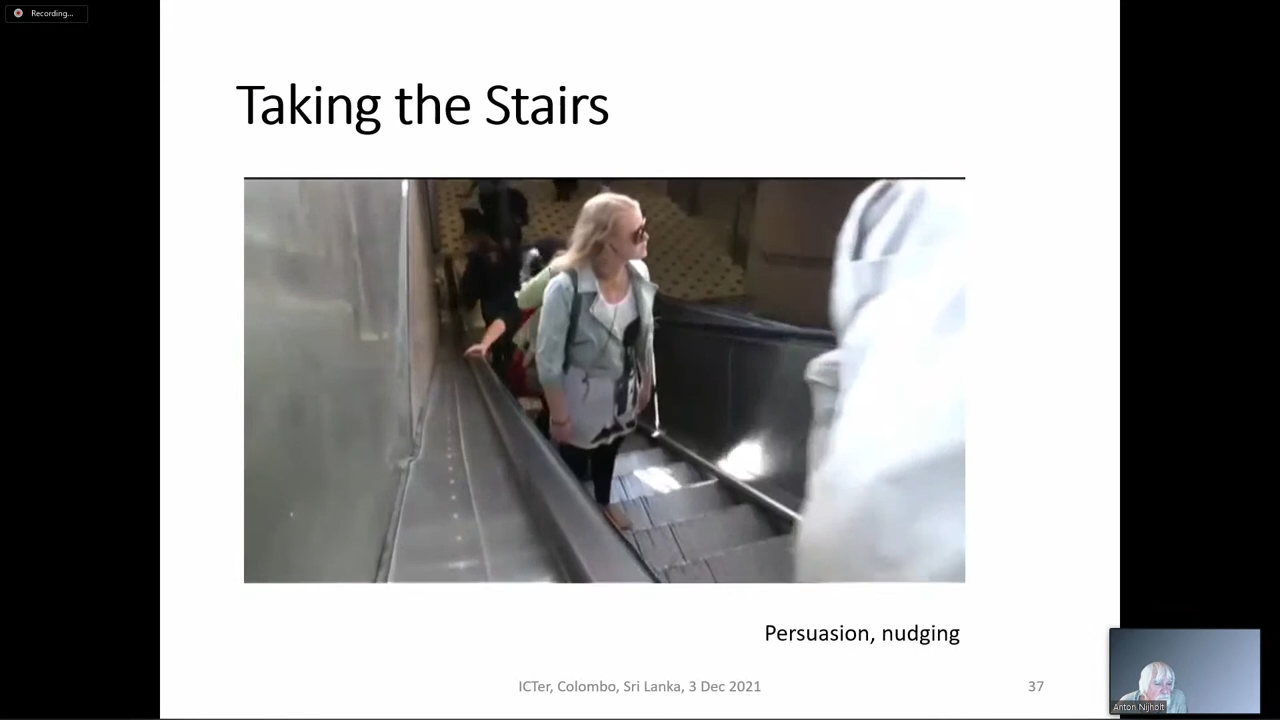 Recording...
Taking the Stairs
Persuasion, nudging
ICTer, Colombo, Sri Lanka, 3 Dec 2021
37
Anton Nijholt